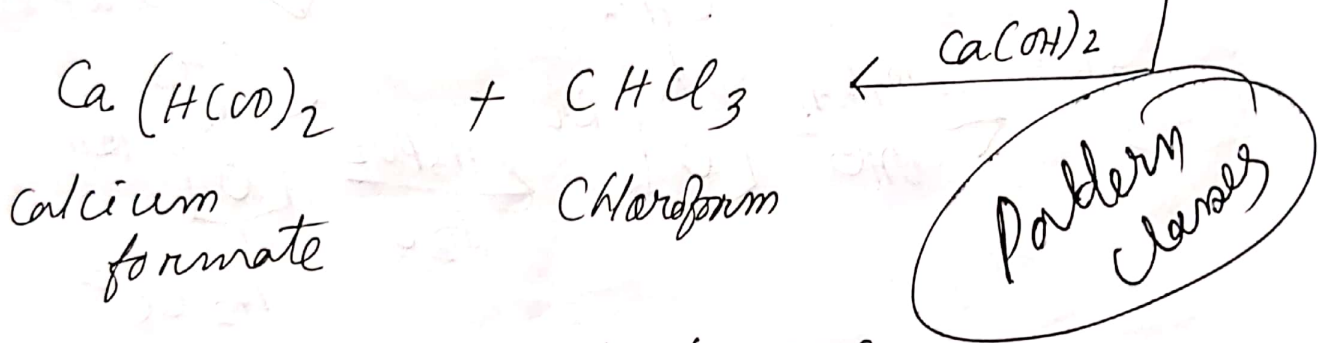 Ca(OH)2
Ca (HCOO)2 + CHCl3
Calcium formate
Chloroform
Pattern classes